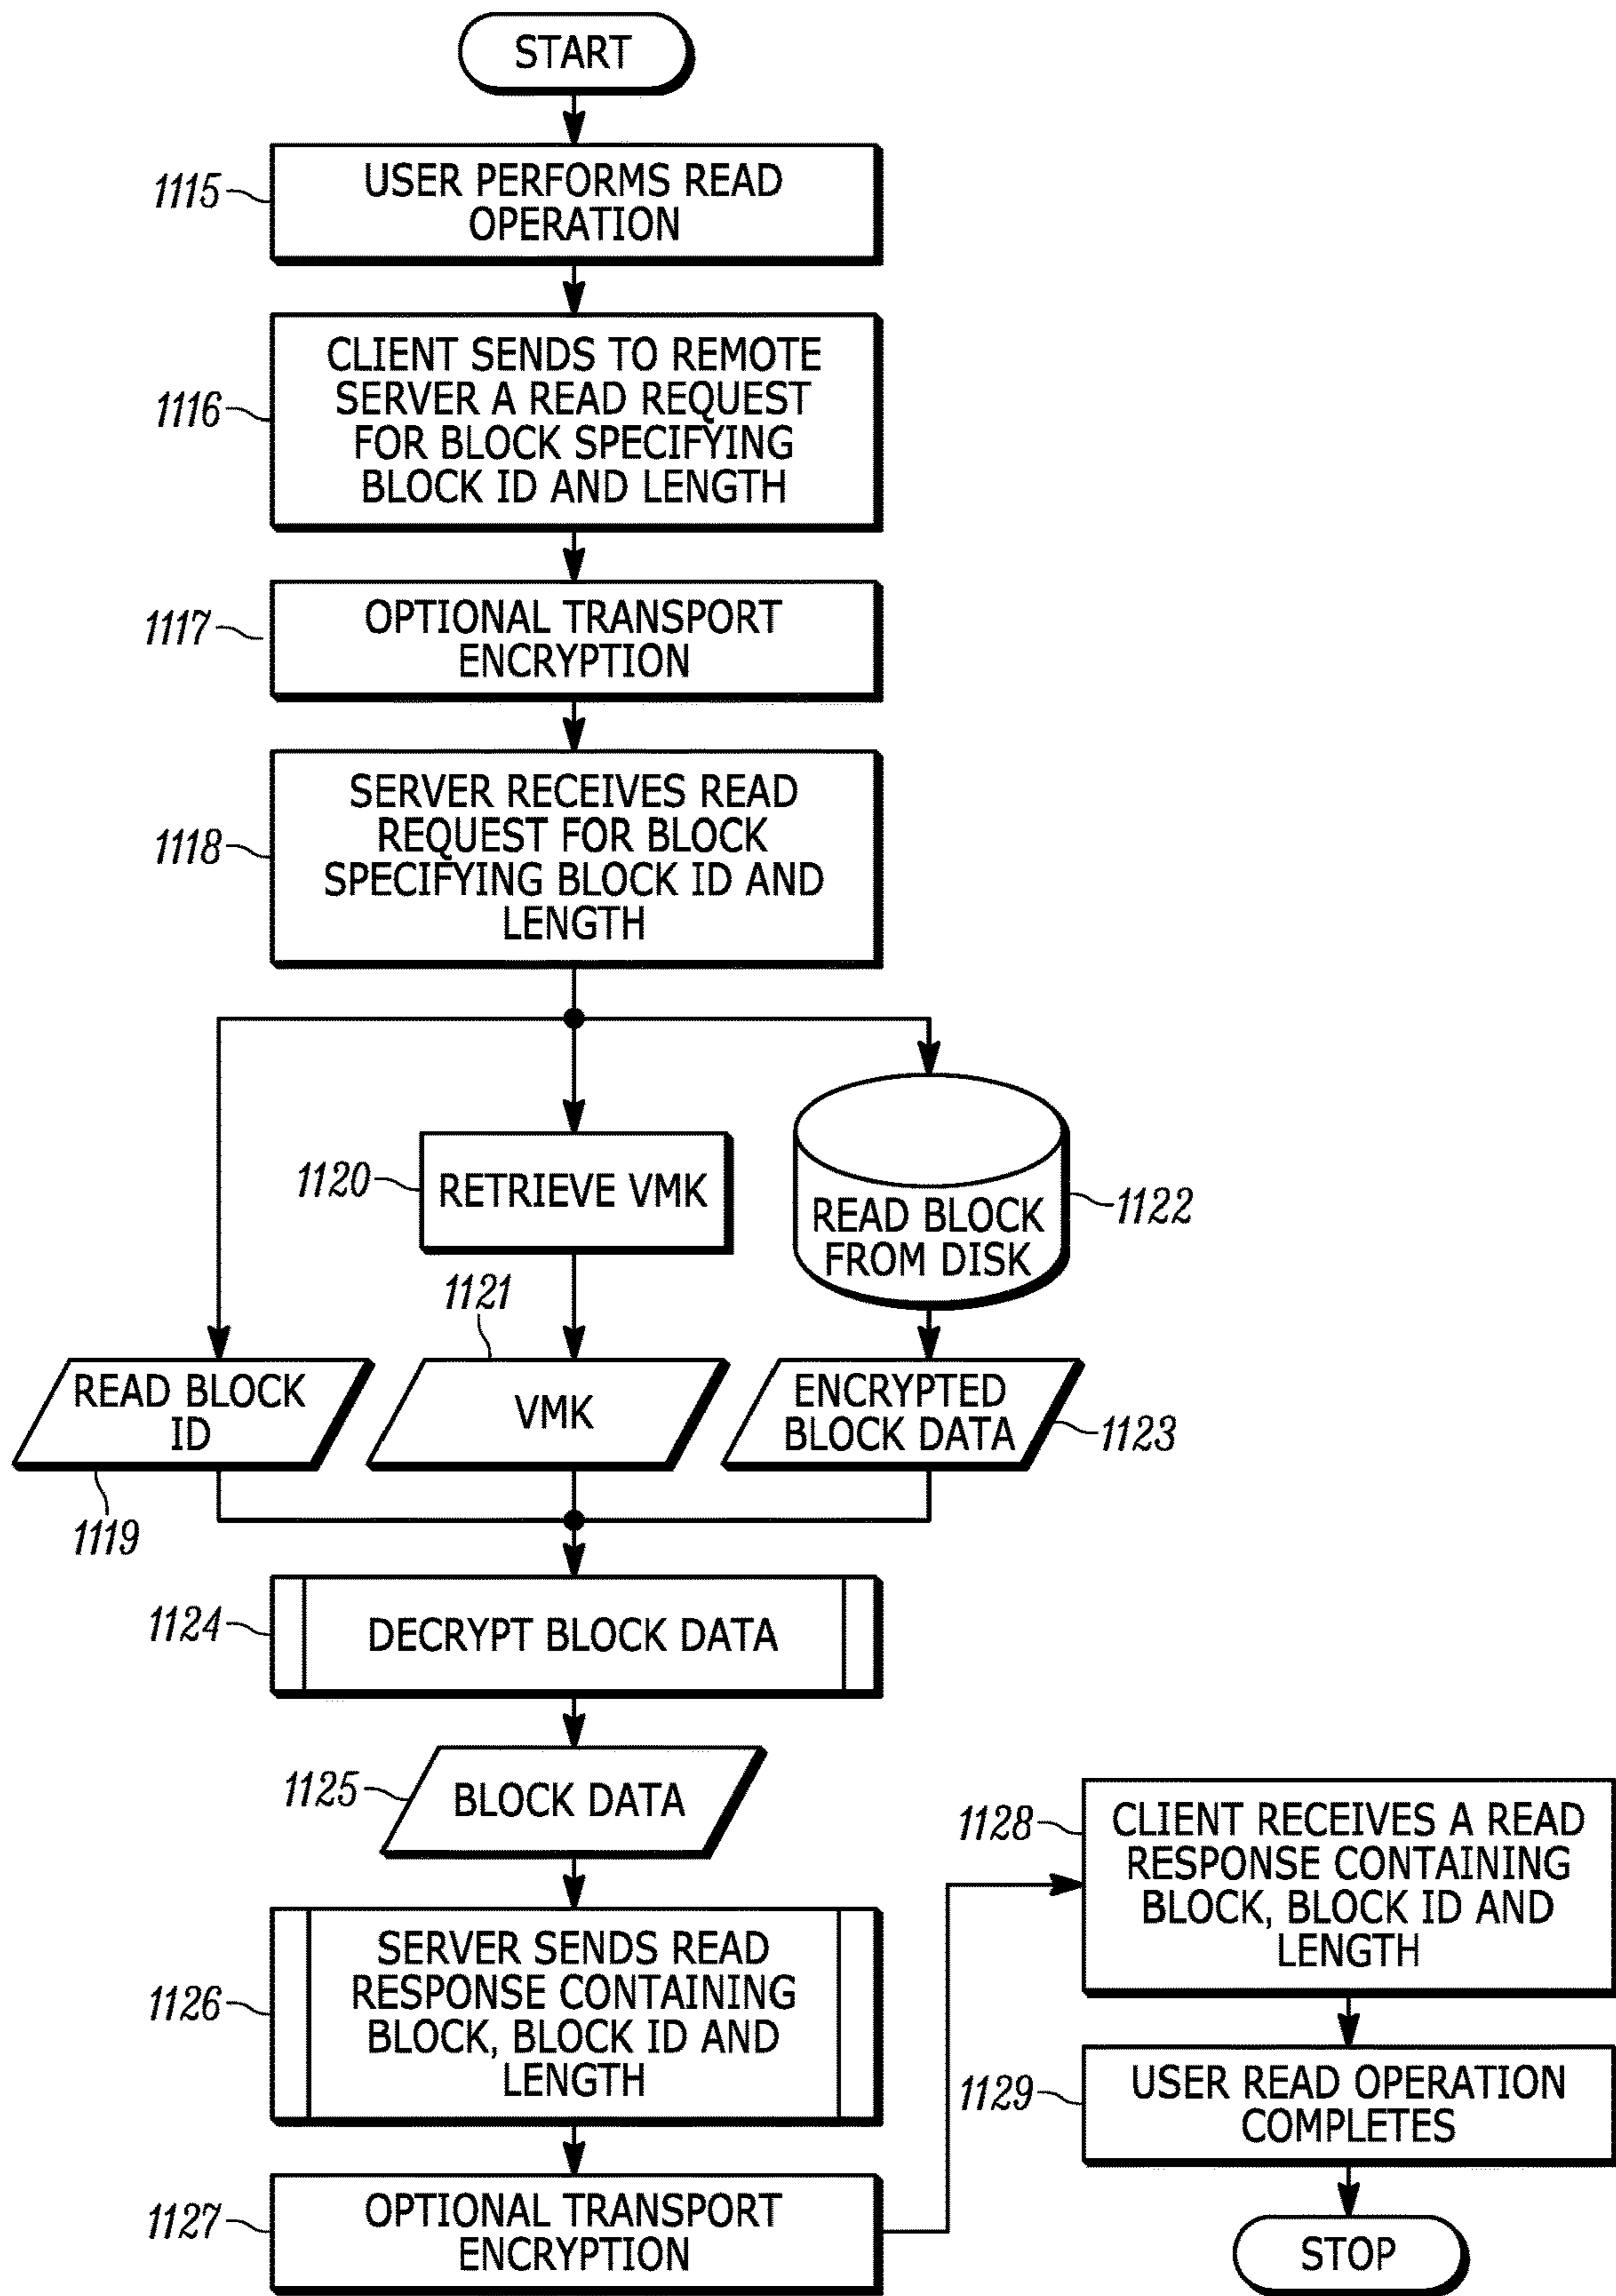 START
1115
USER PERFORMS READ
OPERATION
1116
CLIENT SENDS TO REMOTE
SERVER A READ REQUEST
FOR BLOCK SPECIFYING
BLOCK ID AND LENGTH
1117
OPTIONAL TRANSPORT
ENCRYPTION
1118
SERVER RECEIVES READ
REQUEST FOR BLOCK
SPECIFYING BLOCK ID AND
LENGTH
1120
RETRIEVE VMK
READ BLOCK
FROM DISK
1122
1121
READ BLOCK
ID
1119
VMK
ENCRYPTED
BLOCK DATA
1123
1124
DECRYPT BLOCK DATA
1125
BLOCK DATA
1126
SERVER SENDS READ
RESPONSE CONTAINING
BLOCK, BLOCK ID AND
LENGTH
1127
OPTIONAL TRANSPORT
ENCRYPTION
1128
CLIENT RECEIVES A READ
RESPONSE CONTAINING
BLOCK, BLOCK ID AND
LENGTH
1129
USER READ OPERATION
COMPLETES
STOP